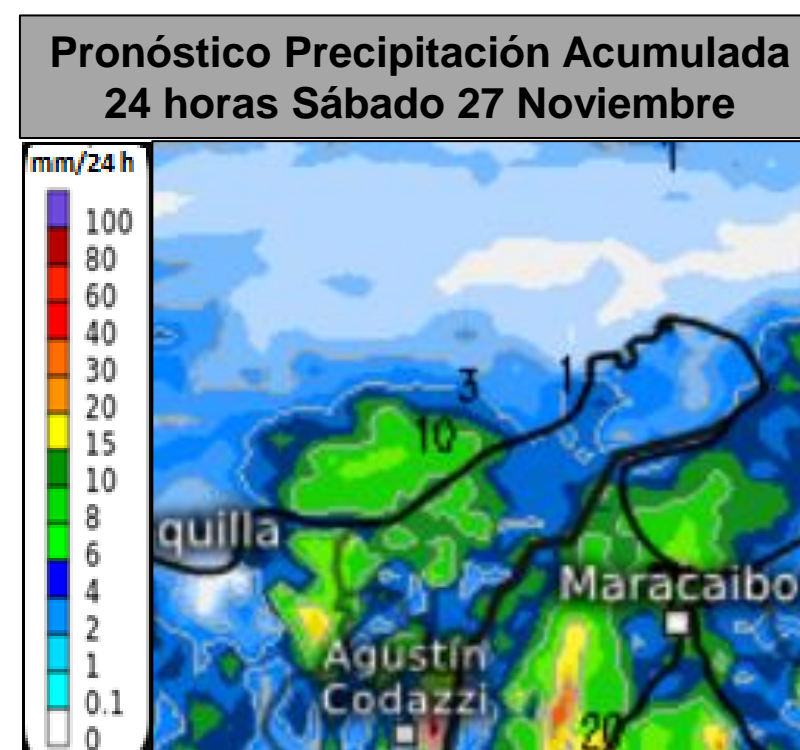 Pronóstico Precipitación Acumulada
24 horas Sábado 27 Noviembre
mm/24 h
100
80
60
40
30
20
15
10
8
6
4
2
1
0.1
0
1
1
3
10
quilla
Maracaibo
Agustín
Codazzi
20